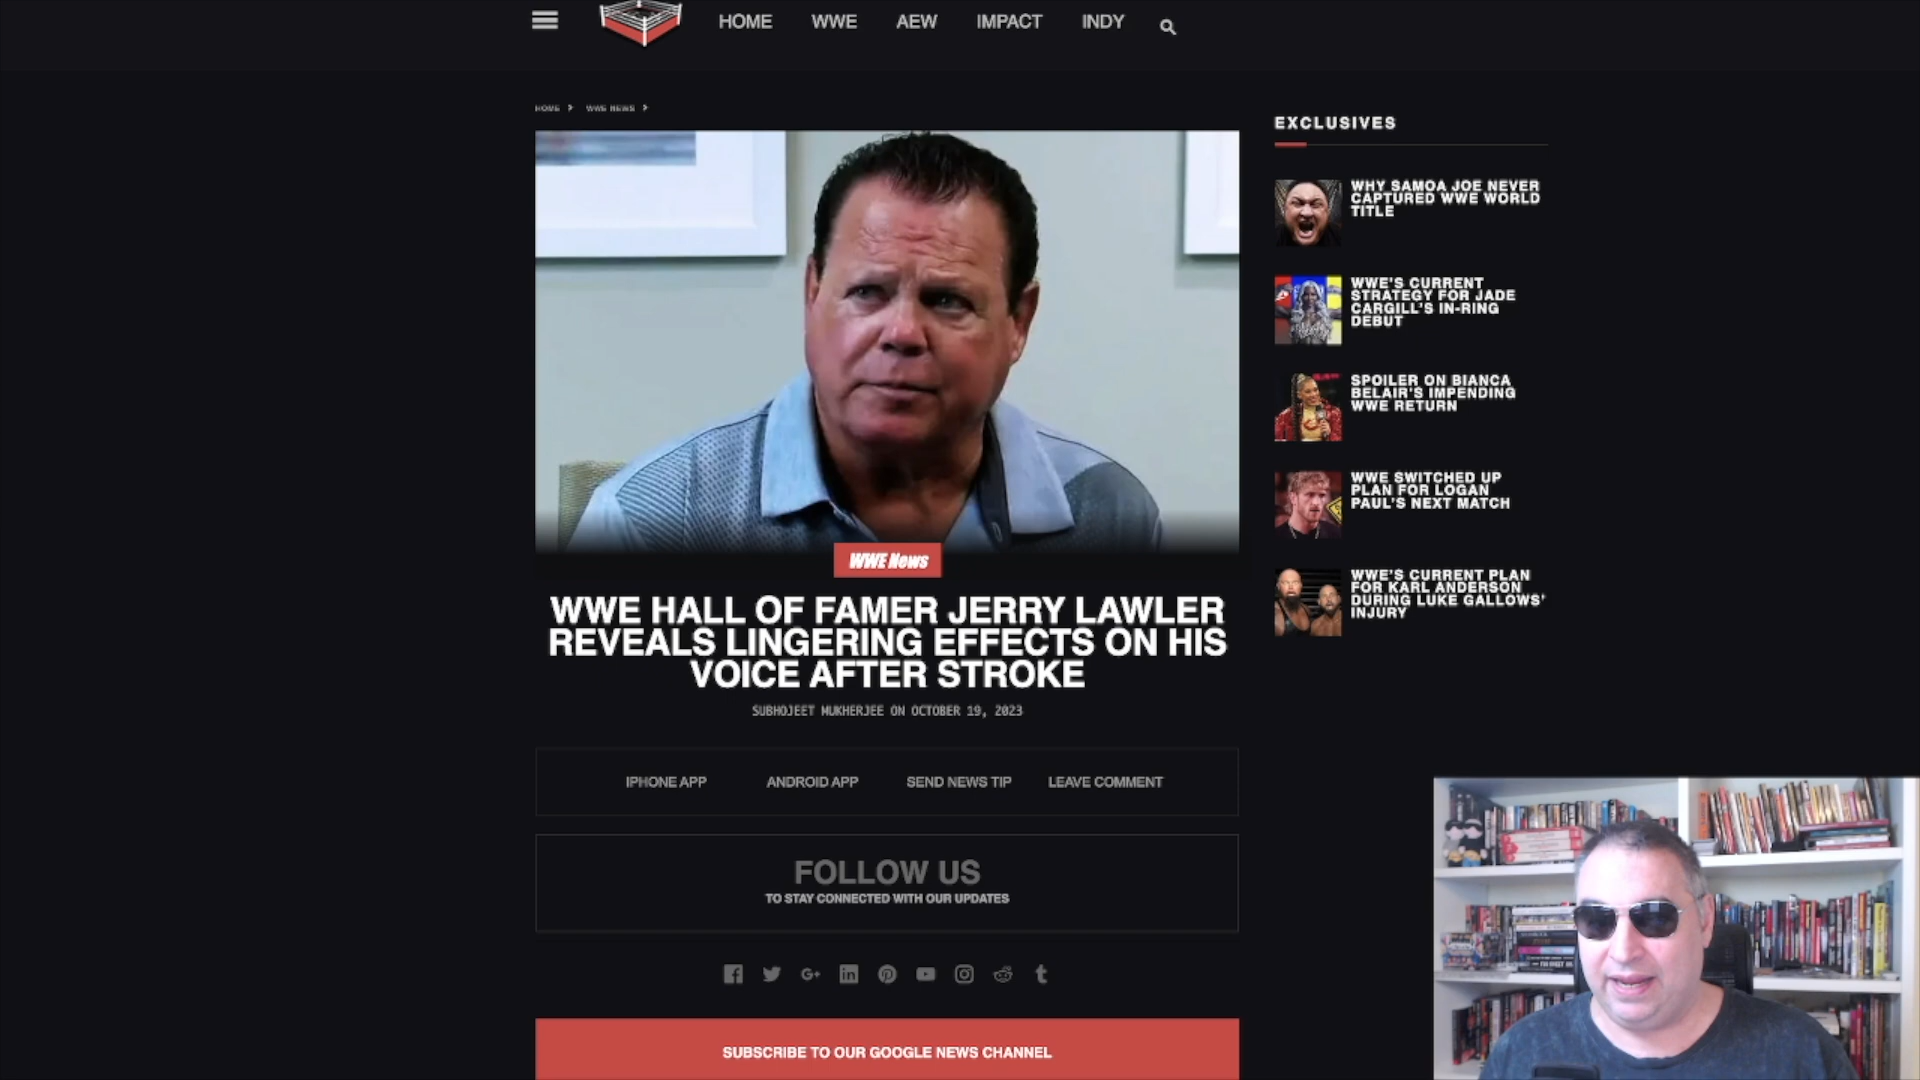 HOME
WWE
AEW
IMPACT
INDY
HOME
WWE NEWS
WWE News
WWE HALL OF FAMER JERRY LAWLER
REVEALS LINGERING EFFECTS ON HIS
VOICE AFTER STROKE
SUBHOJEET MUKHERJEE ON OCTOBER 19, 2023
IPHONE APP
ANDROID APP
SEND NEWS TIP
LEAVE COMMENT
FOLLOW US
TO STAY CONNECTED WITH OUR UPDATES
SUBSCRIBE TO OUR GOOGLE NEWS CHANNEL
EXCLUSIVES
WHY SAMOA JOE NEVER
CAPTURED WWE WORLD
TITLE
WWE'S CURRENT
STRATEGY FOR JADE
CARGILL'S IN-RING
DEBUT
SPOILER ON BIANCA
BELAIR'S IMPENDING
WWE RETURN
WWE SWITCHED UP
PLAN FOR LOGAN
PAUL'S NEXT MATCH
WWE'S CURRENT PLAN
FOR KARL ANDERSON
DURING LUKE GALLOWS'
INJURY